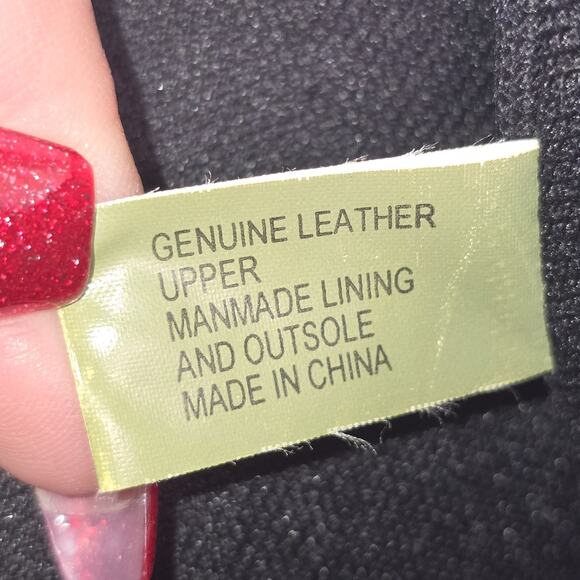 GENUINE LEATHER
UPPER
MANMADE LINING
AND OUTSOLE
MADE IN CHINA